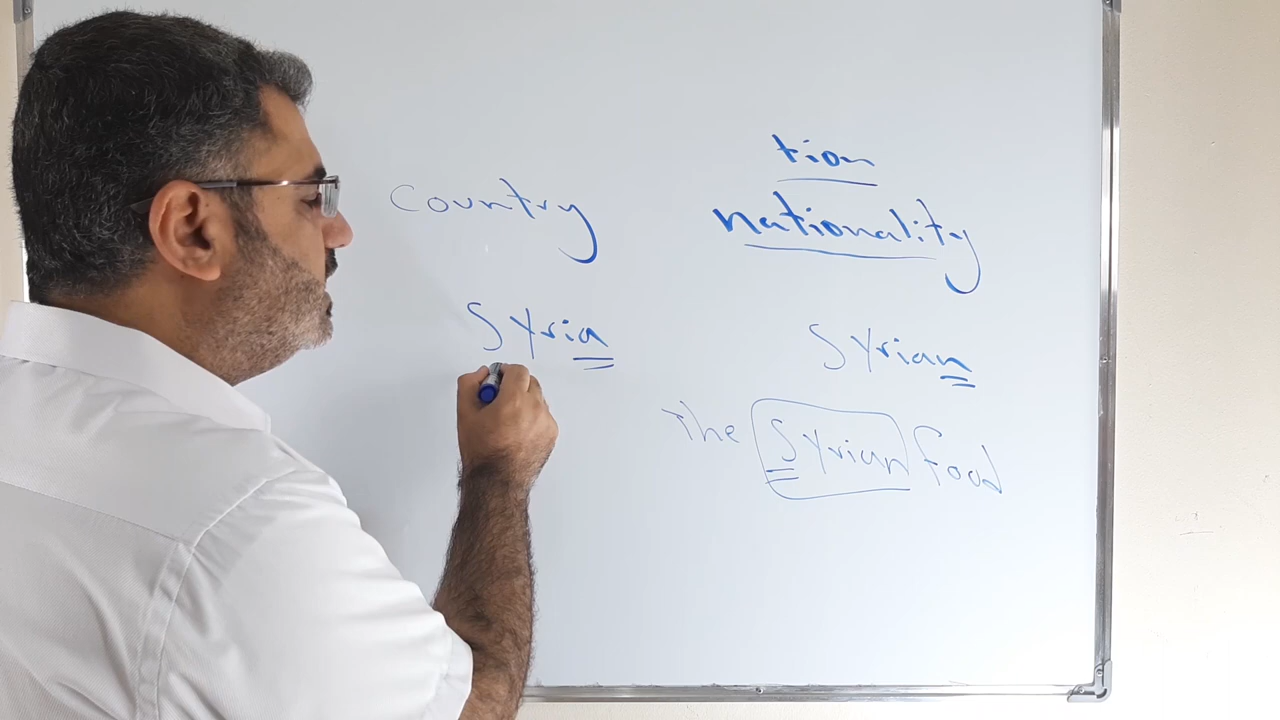 tion
country nationality
Syria Syrian
The Syrian food